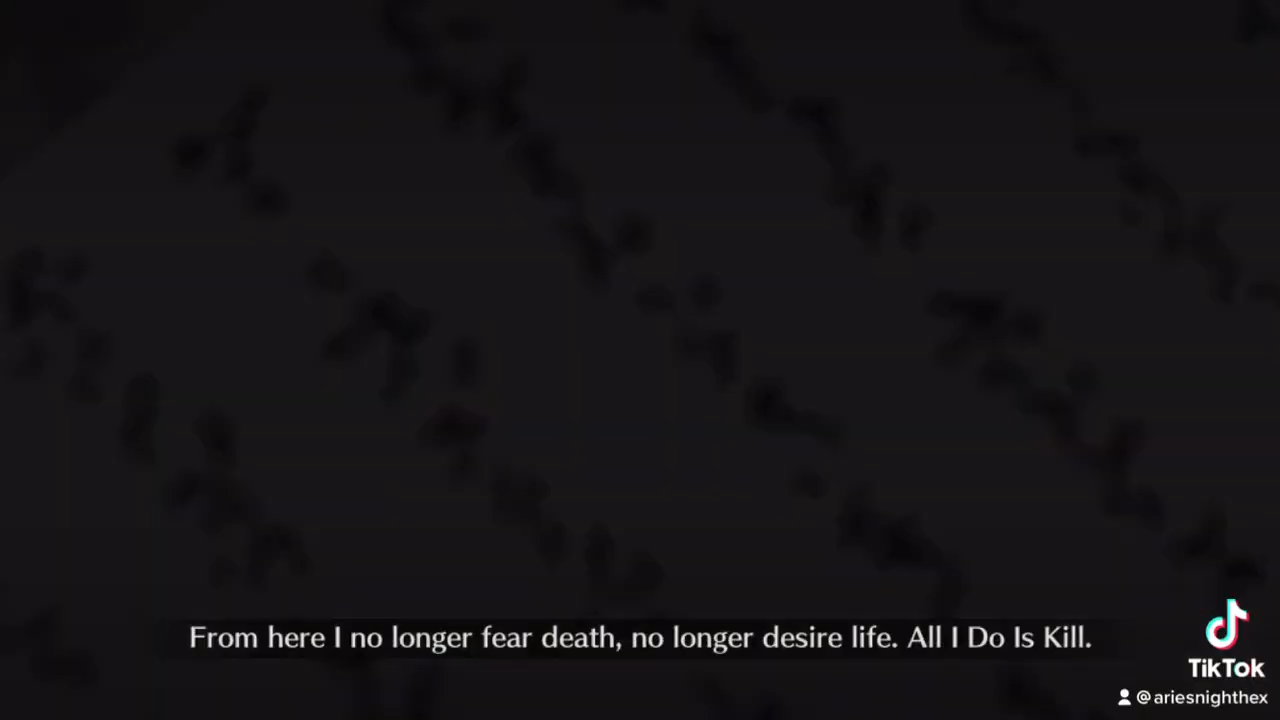 From here I no longer fear death, no longer desire life. All I Do Is Kill.
TikTok
@ariesnighthex